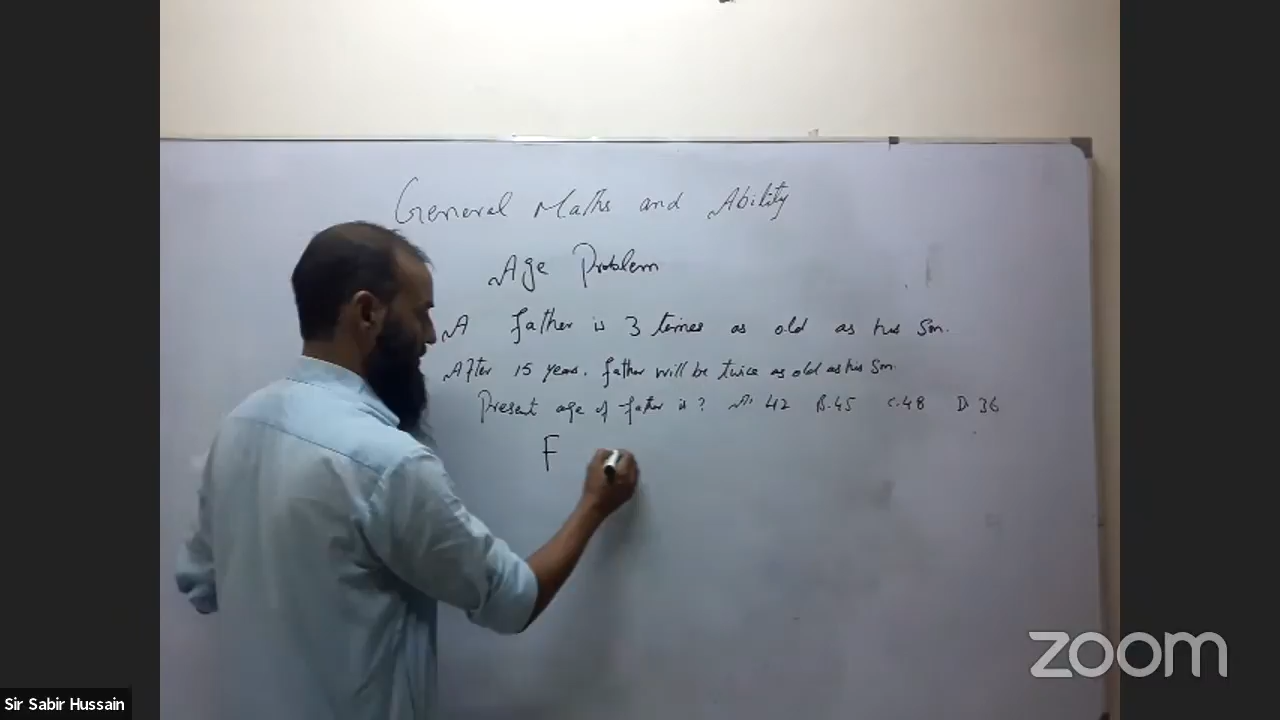 General Maths and Ability
Age Problem
A father is 3 times as old as his Son.
After 15 years. father will be twice as old as his Son.
Present age of father is? A. 42 B. 45 C. 48 D. 36
F
zoom
Sir Sabir Hussain